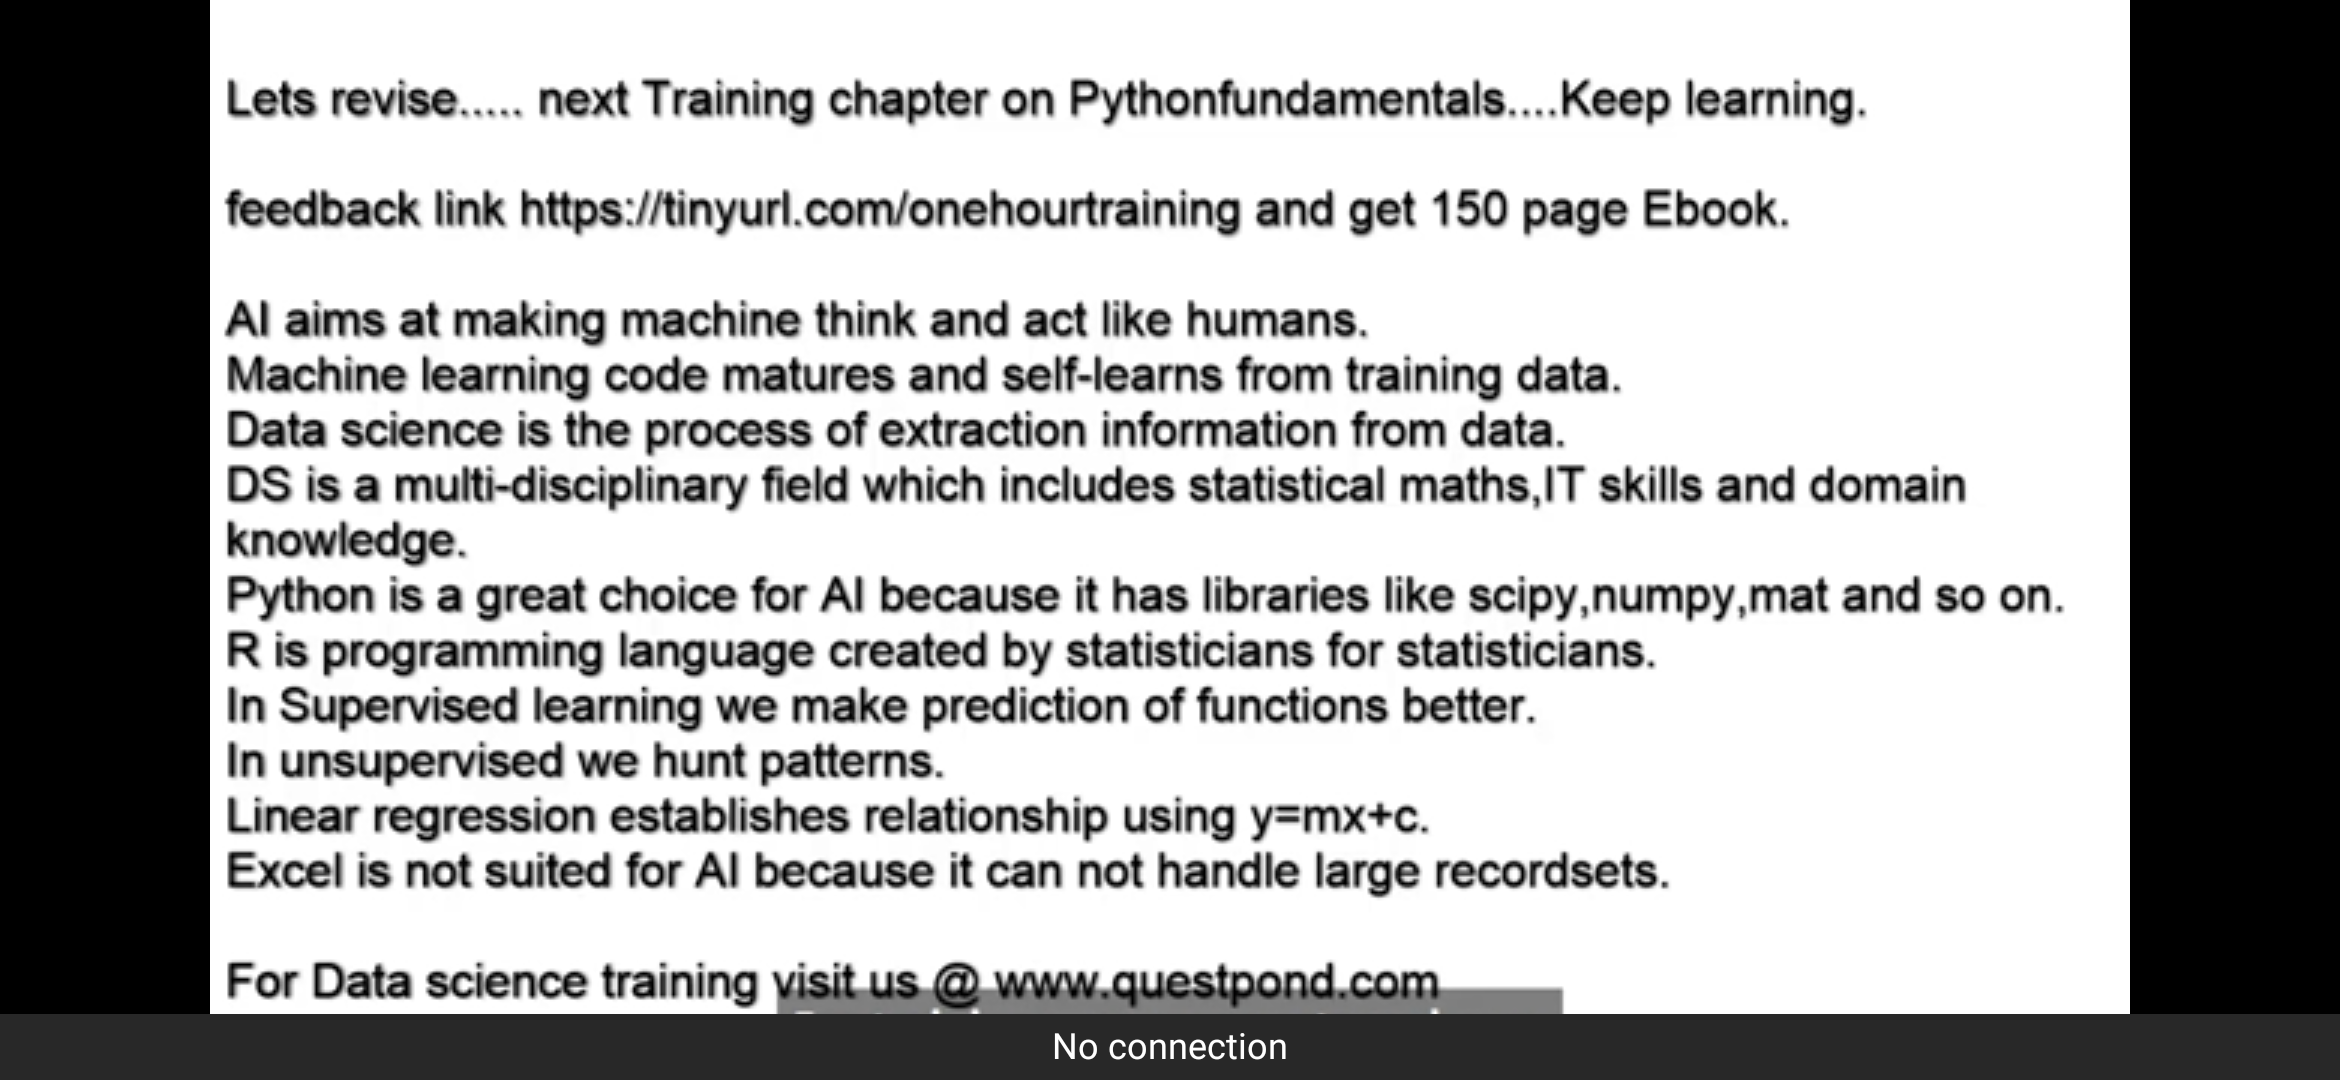 Lets revise..... next Training chapter on Pythonfundamentals....Keep learning.
feedback link https://tinyurl.com/onehourtraining and get 150 page Ebook.
AI aims at making machine think and act like humans.
Machine learning code matures and self-learns from training data.
Data science is the process of extraction information from data.
DS is a multi-disciplinary field which includes statistical maths,IT skills and domain
knowledge.
Python is a great choice for AI because it has libraries like scipy,numpy,mat and so on.
R is programming language created by statisticians for statisticians.
In Supervised learning we make prediction of functions better.
In unsupervised we hunt patterns.
Linear regression establishes relationship using y=mx+c.
Excel is not suited for AI because it can not handle large recordsets.
For Data science training visit us @ www.questpond.com
No connection